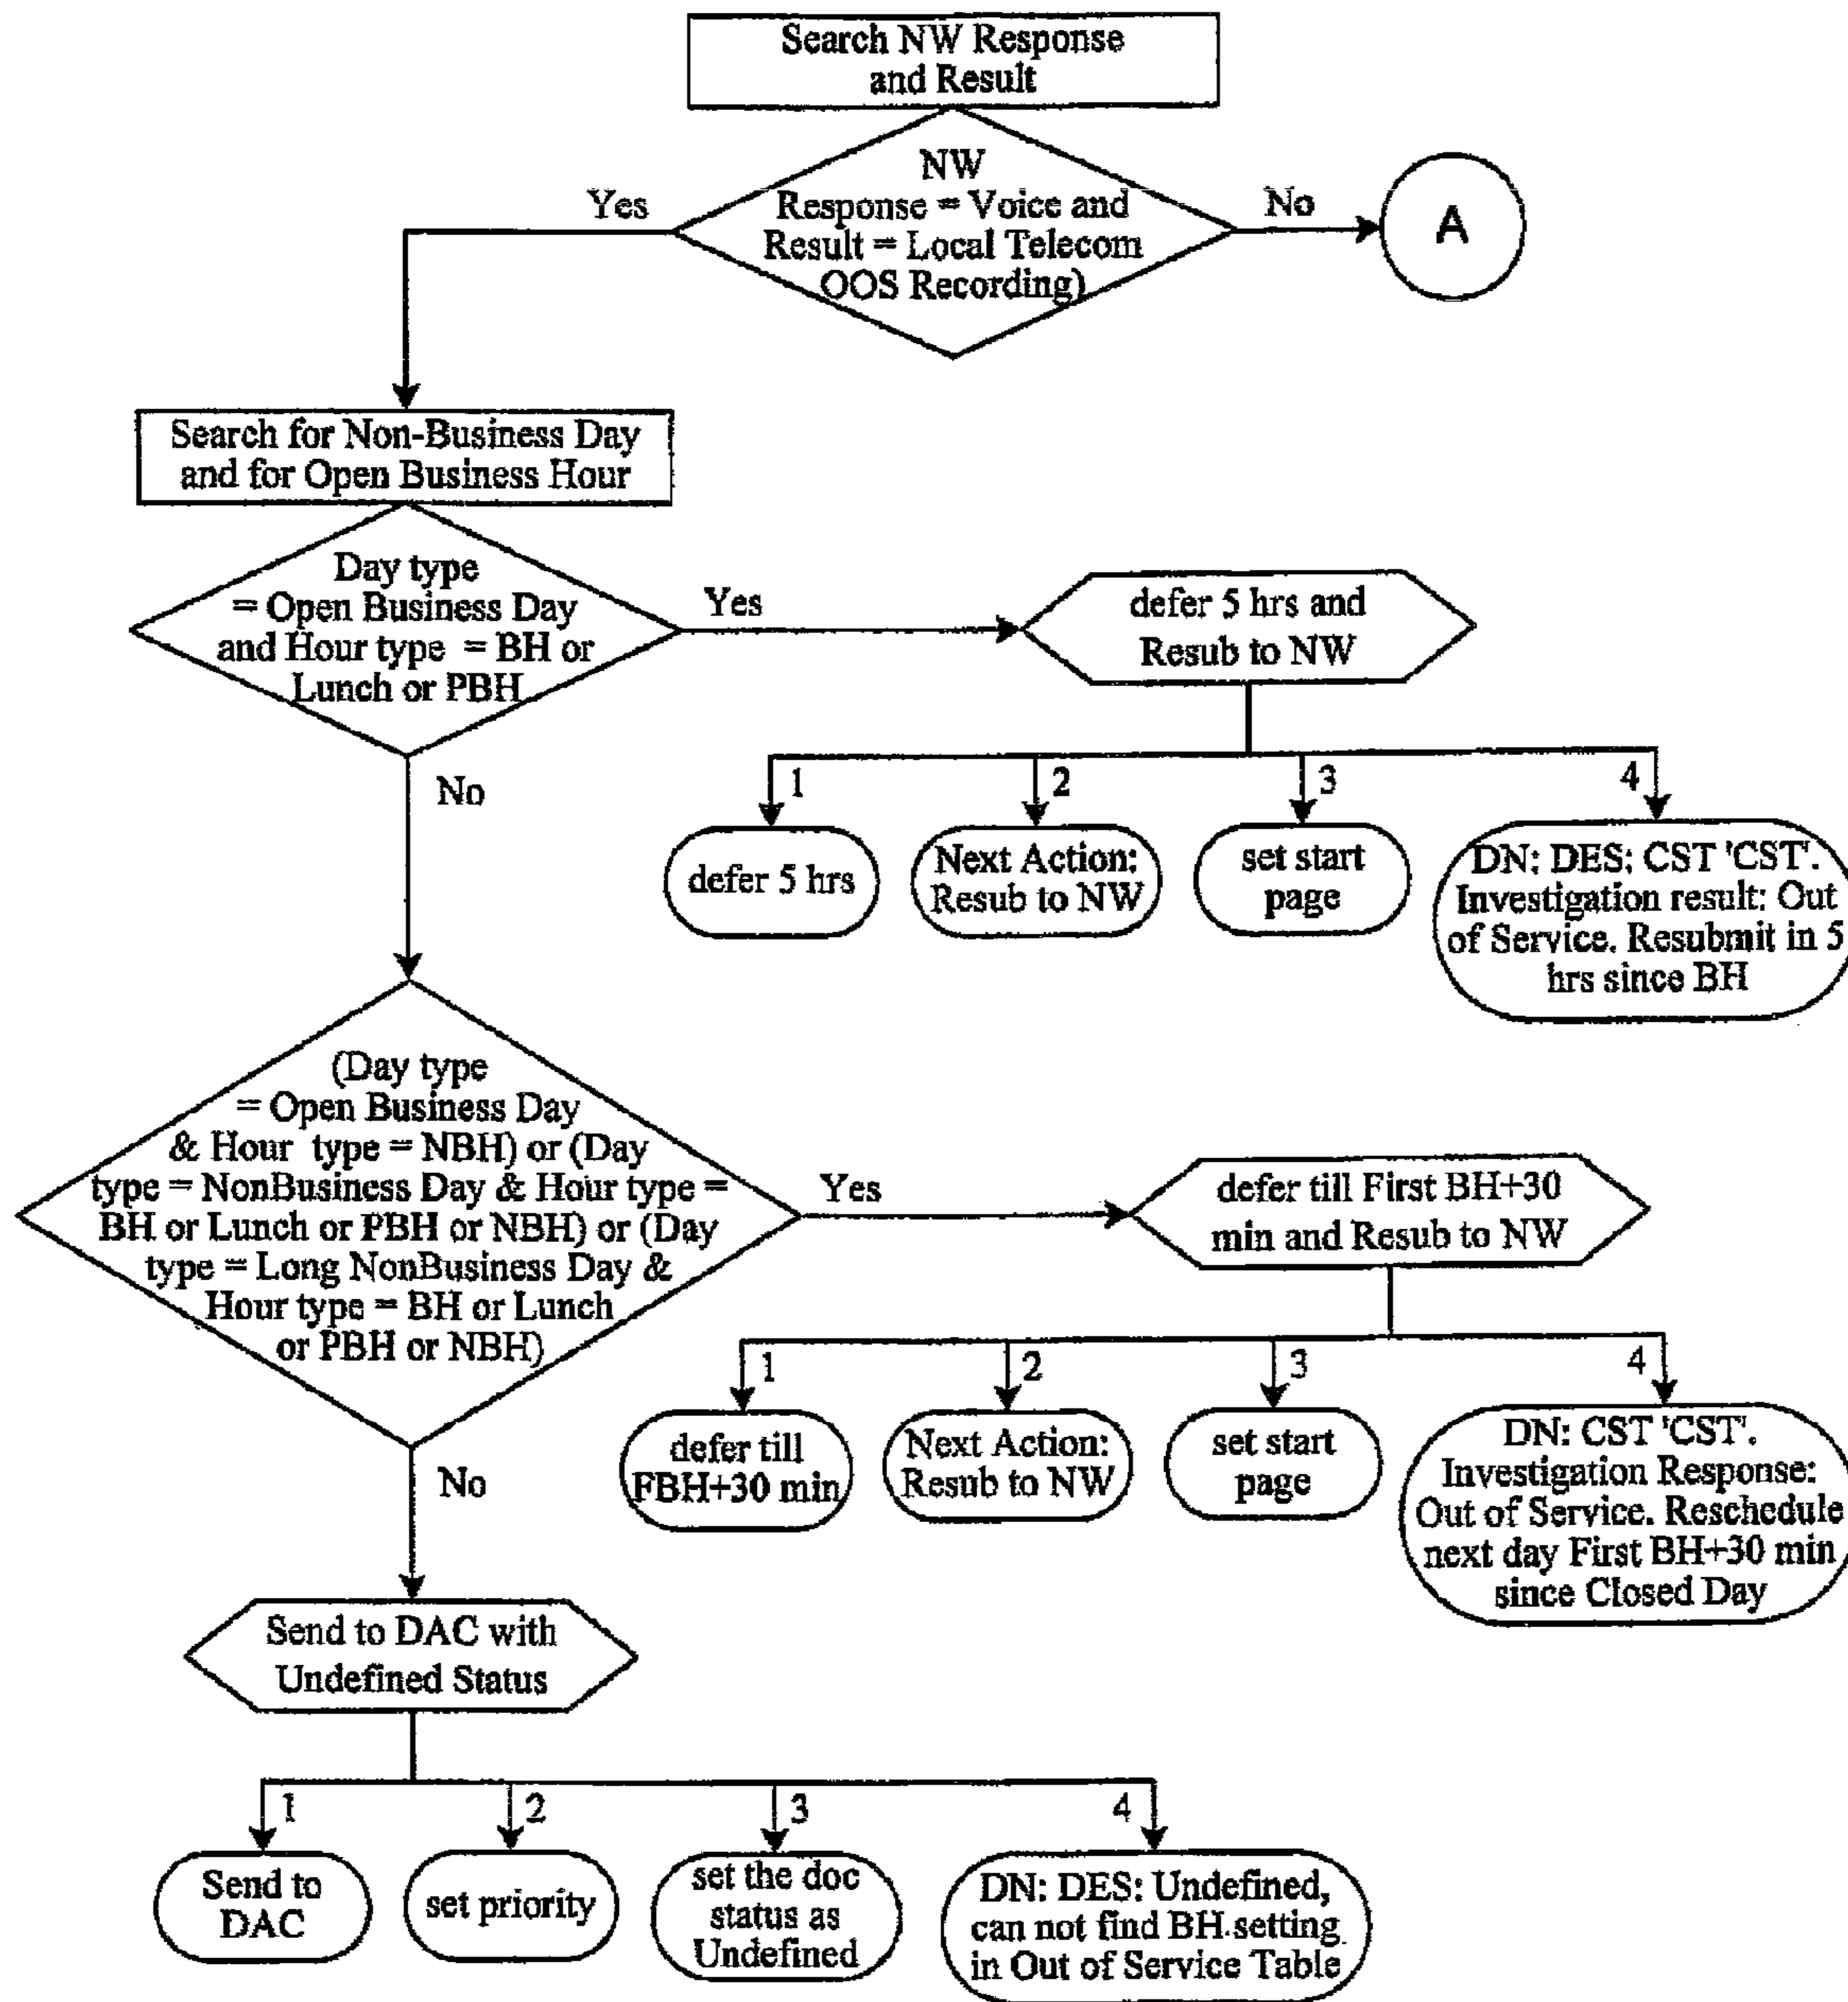 Search NW Response
and Result
NW
Response = Voice and
Result = Local Telecom
OOS Recording)
Yes
No
A
Search for Non-Business Day
and for Open Business Hour
Day type
= Open Business Day
and Hour type = BH or
Lunch or PBH
Yes
No
defer 5 hrs and
Resub to NW
1
2
3
4
defer 5 hrs
Next Action:
Resub to NW
set start
page
DN: DES: CST 'CST'.
Investigation result: Out
of Service. Resubmit in 5
hrs since BH
(Day type
= Open Business Day
& Hour type = NBH) or (Day
type = NonBusiness Day & Hour type =
BH or Lunch or PBH or NBH) or (Day
type = Long NonBusiness Day &
Hour type = BH or Lunch
or PBH or NBH)
Yes
No
defer till First BH+30
min and Resub to NW
1
2
3
4
defer till
FBH+30 min
Next Action:
Resub to NW
set start
page
DN: CST 'CST'.
Investigation Response:
Out of Service. Reschedule
next day First BH+30 min
since Closed Day
Send to DAC with
Undefined Status
1
2
3
4
Send to
DAC
set priority
set the doc
status as
Undefined
DN: DES: Undefined,
can not find BH setting
in Out of Service Table